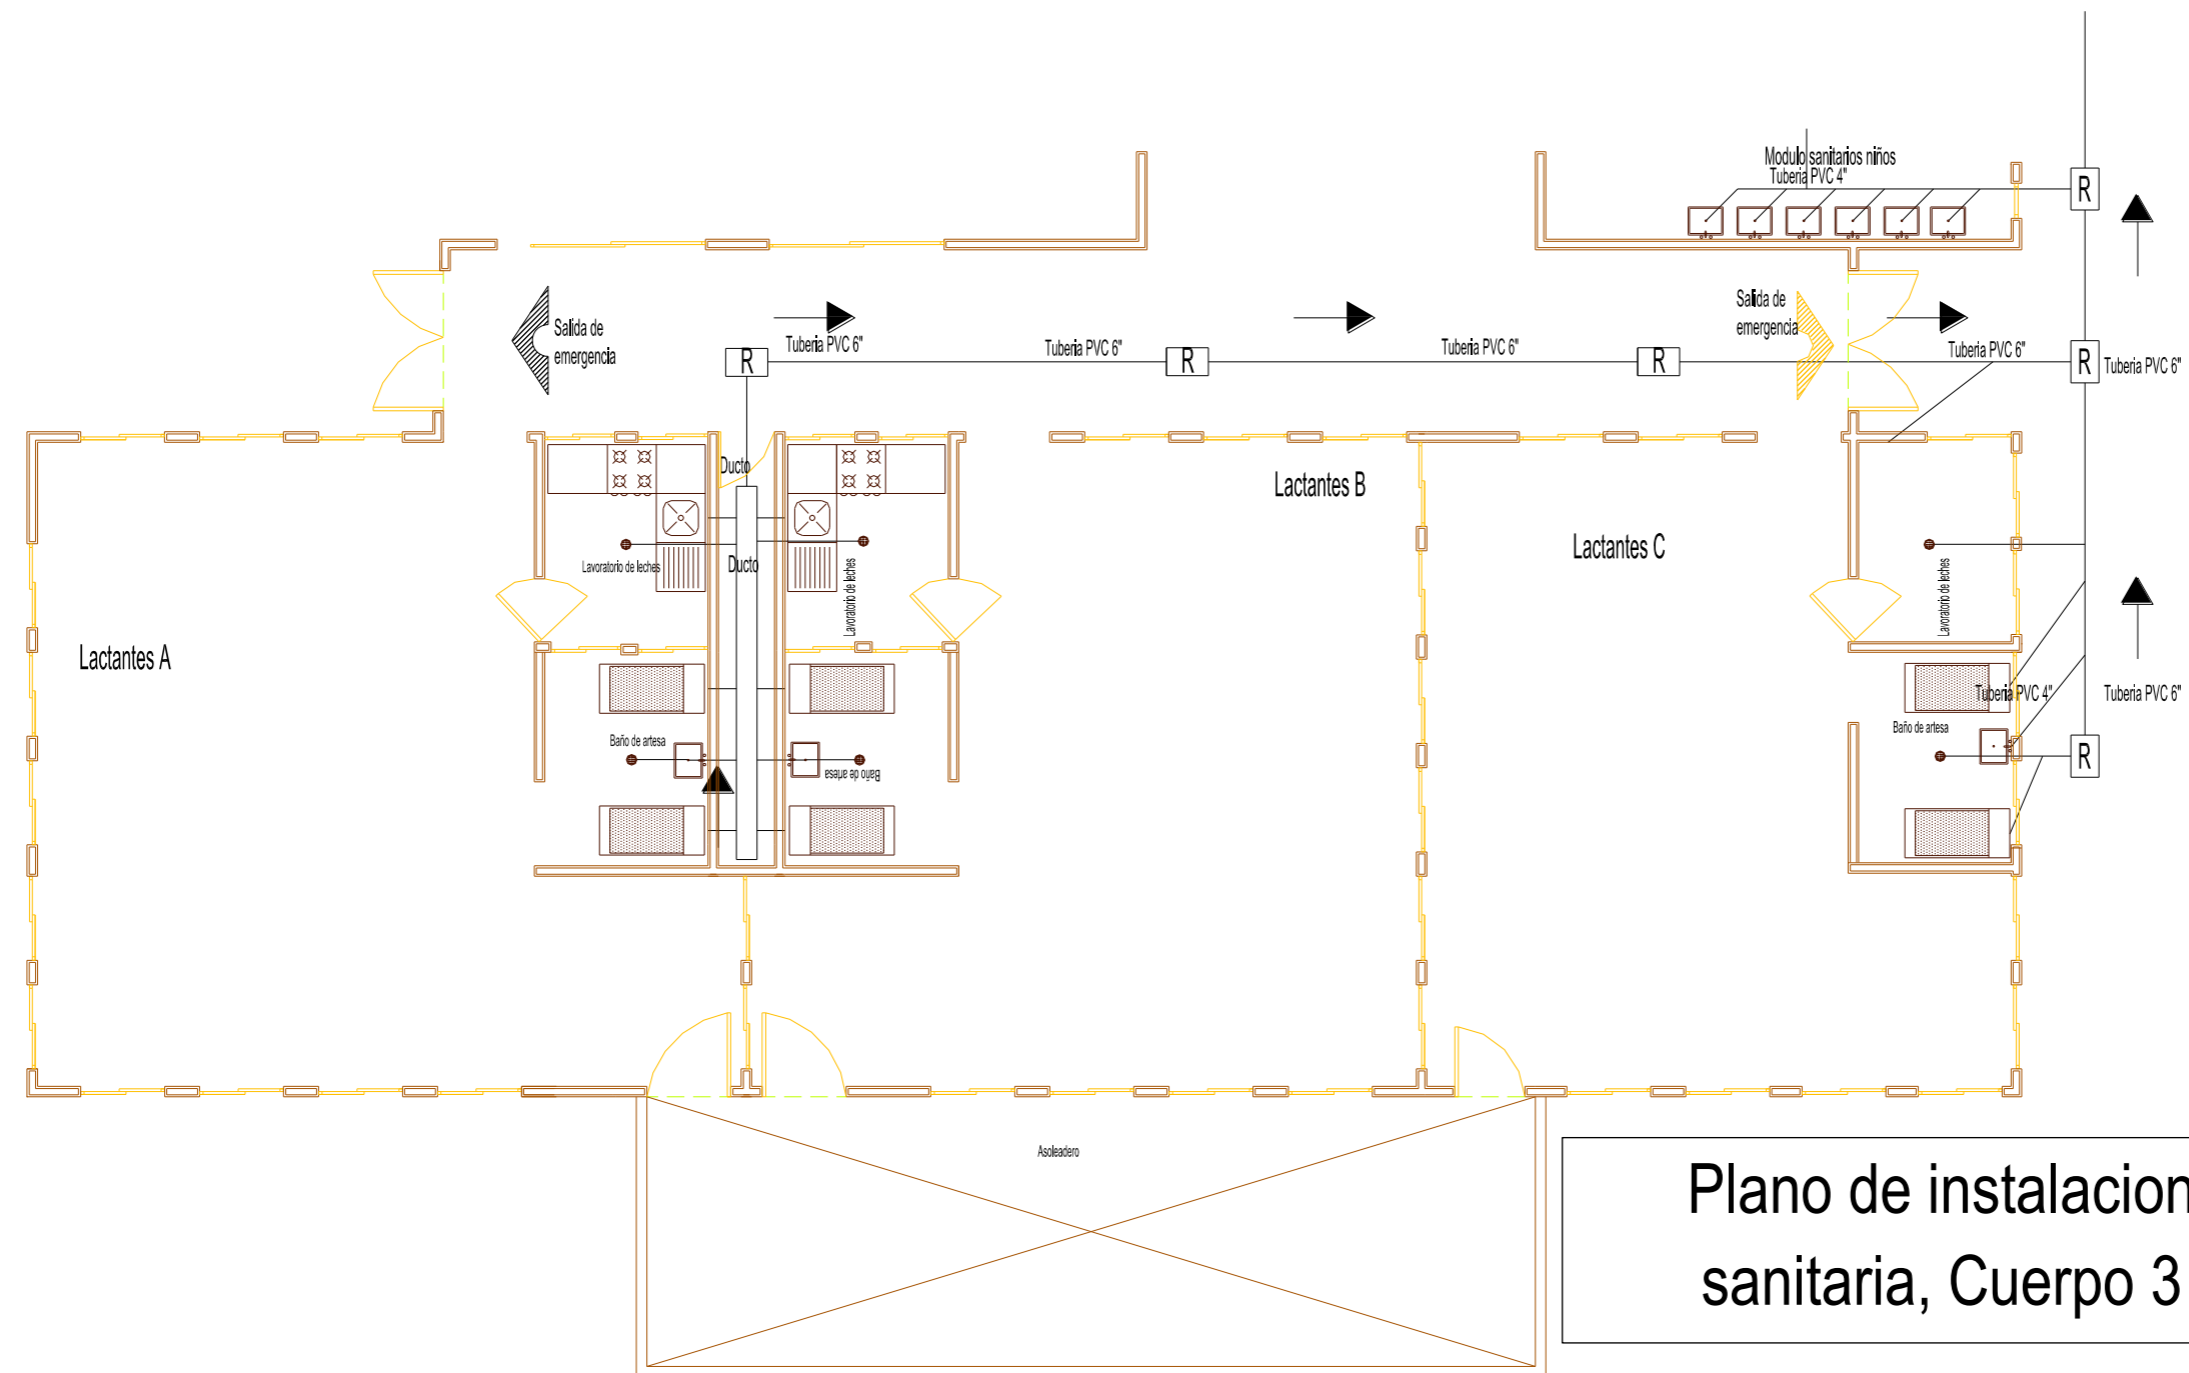 Modulo sanitarios niños
Tuberia PVC 4"
R
Salida de
emergencia
Salida de
emergencia
Tuberia PVC 6"
Tuberia PVC 6"
Tuberia PVC 6"
Tuberia PVC 6"
R
R
R
R
Tuberia PVC 6"
Ducto
Lactantes B
Lactantes C
Lavoratorio de leches
Ducto
Lavoratorio de leches
Lavoratorio de leches
Lactantes A
Tuberia PVC 4"
Tuberia PVC 6"
Baño de artesa
Baño de artesa
Baño de artesa
R
Asoleadero
Plano de instalacion
sanitaria, Cuerpo 3